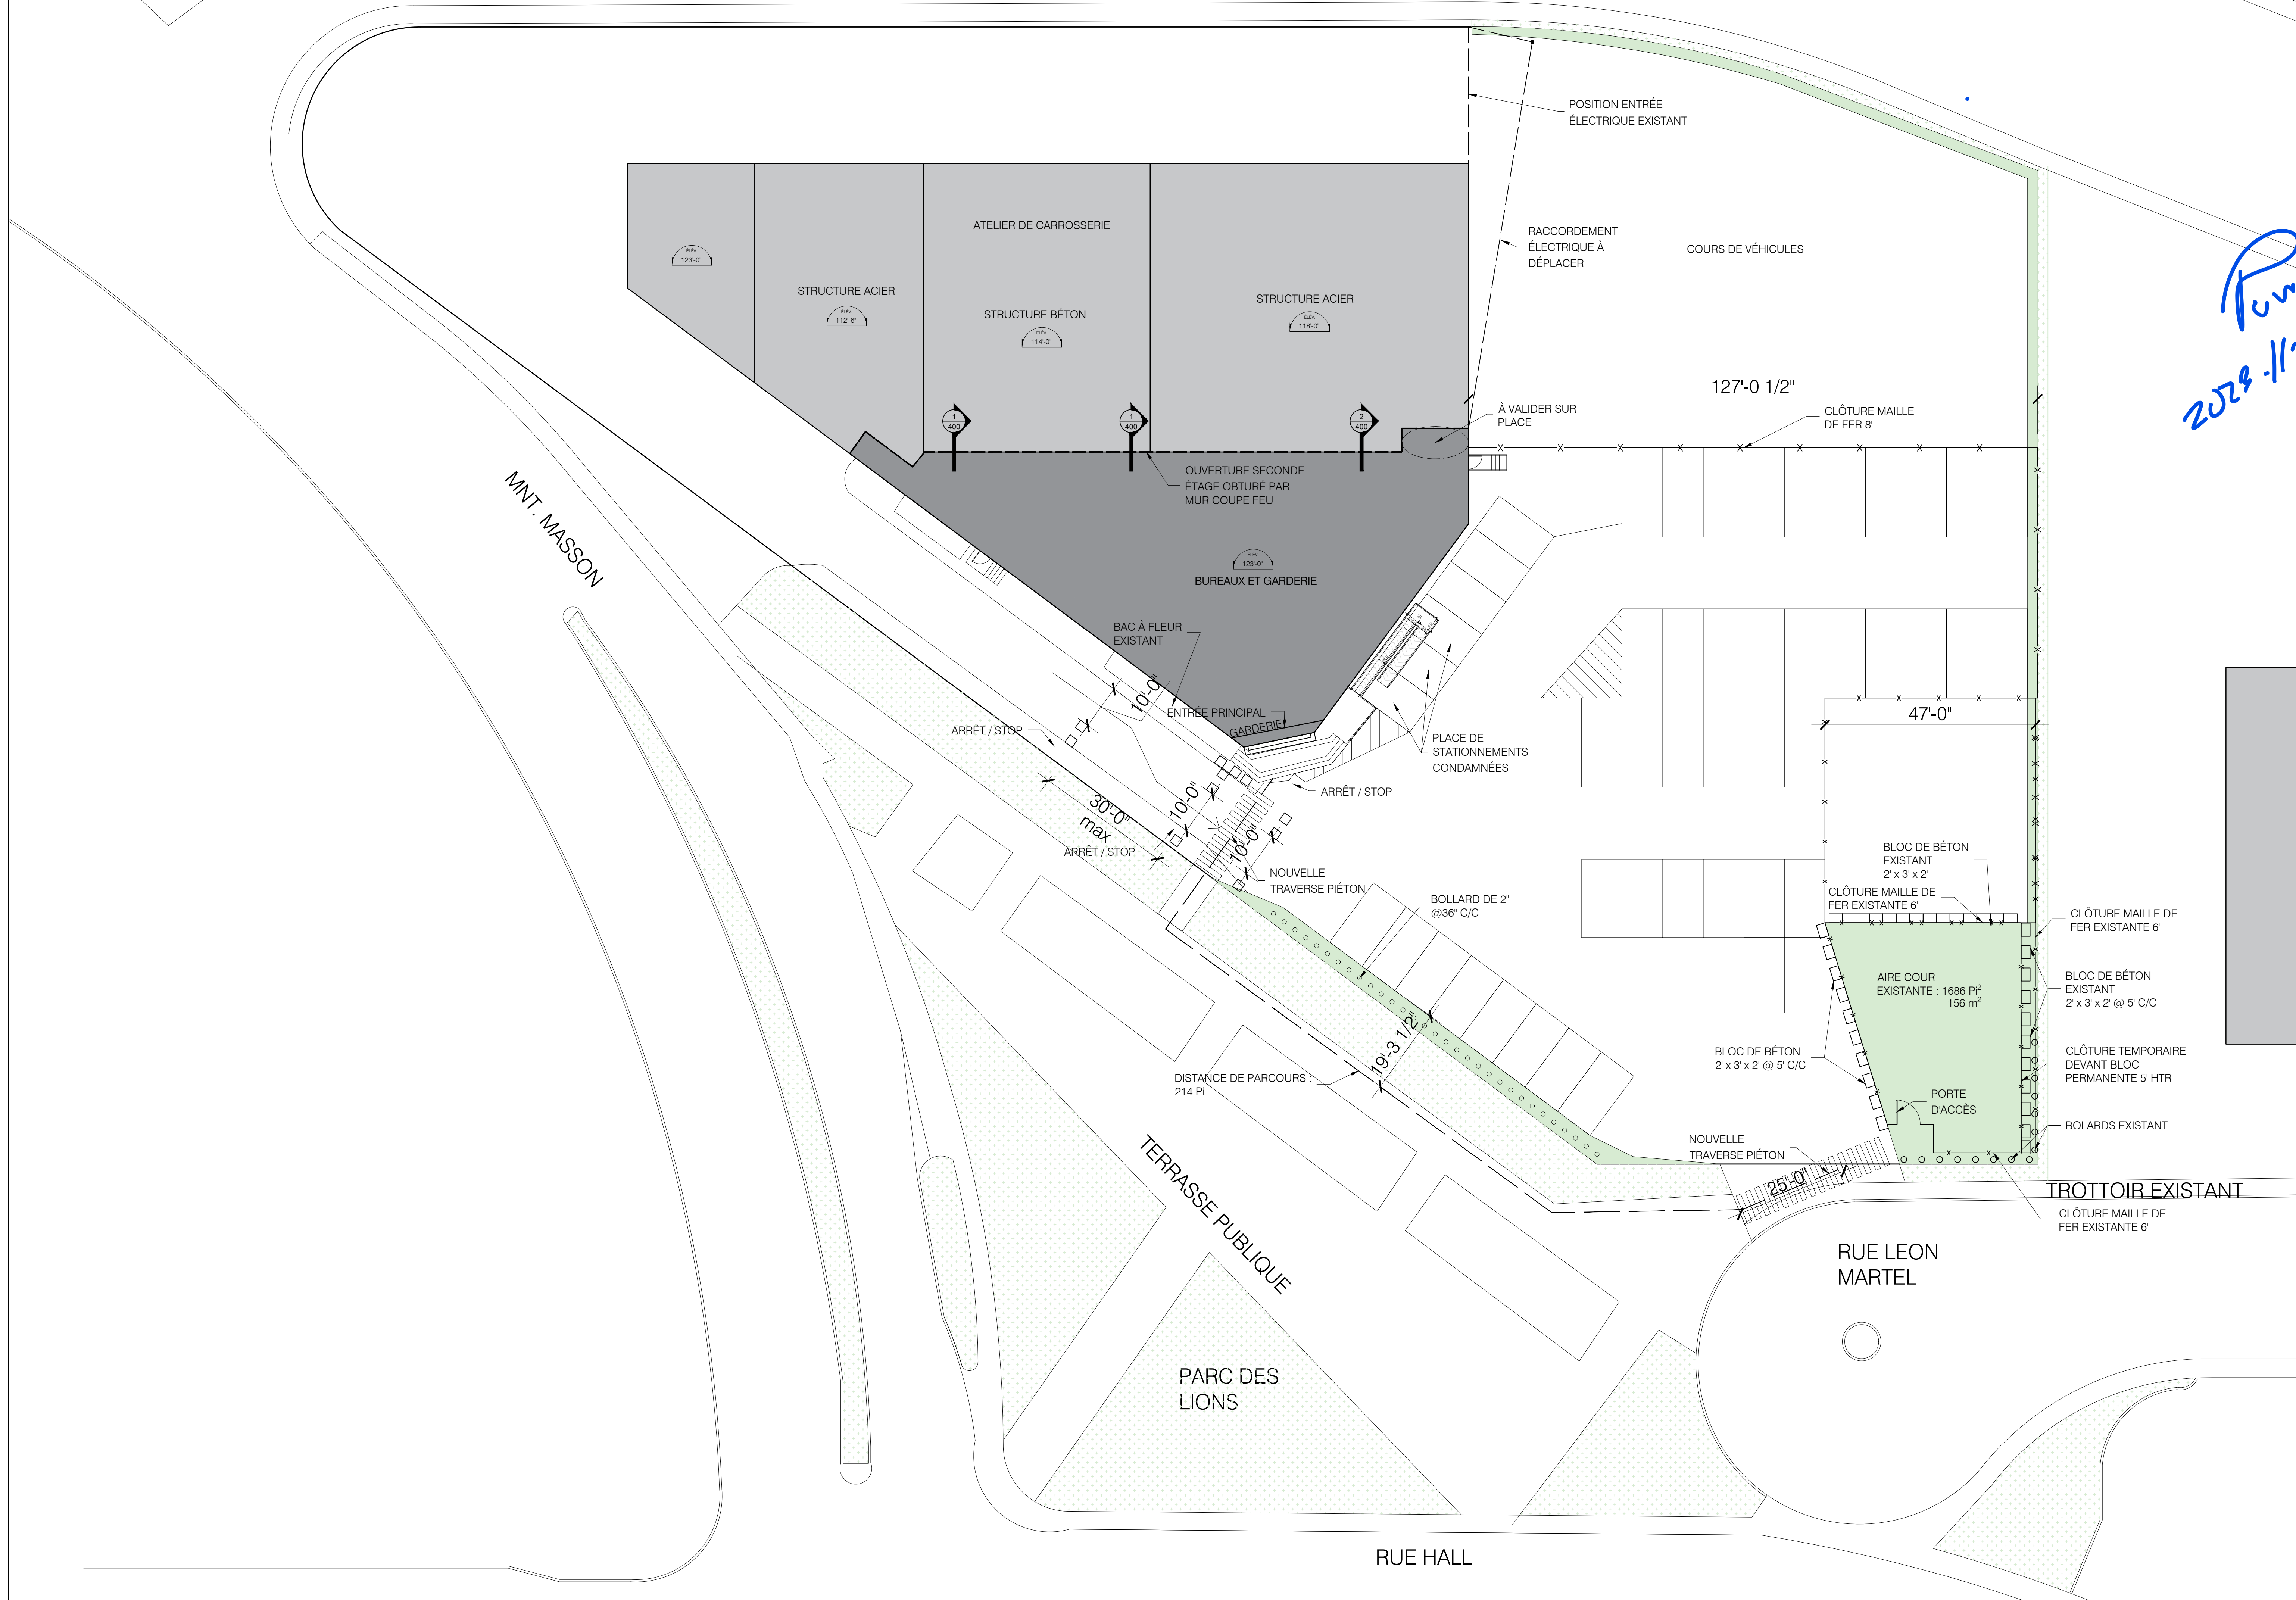 POSITION ENTRÉE
ÉLECTRIQUE EXISTANT
RACCORDEMENT
ÉLECTRIQUE À
DÉPLACER
COURS DE VÉHICULES
ATELIER DE CARROSSERIE
ÉLEV.
123'-0"
STRUCTURE ACIER
ÉLEV.
112'-6"
STRUCTURE BÉTON
ÉLEV.
114'-0"
STRUCTURE ACIER
ÉLEV.
118'-0"
127'-0 1/2"
1
400
1
400
2
400
À VALIDER SUR
PLACE
CLÔTURE MAILLE
DE FER 8'
OUVERTURE SECONDE
ÉTAGE OBTURÉ PAR
MUR COUPE FEU
MNT. MASSON
ÉLEV.
123'-0"
BUREAUX ET GARDERIE
BAC À FLEUR
EXISTANT
10'-0"
ENTRÉE PRINCIPAL
GARDERIE
ARRÊT / STOP
47'-0"
PLACE DE
STATIONNEMENTS
CONDAMNÉES
ARRÊT / STOP
30'-0"
max
10'-0"
ARRÊT / STOP
10'-0"
NOUVELLE
TRAVERSE PIÉTON
BOLLARD DE 2"
@36" C/C
BLOC DE BÉTON
EXISTANT
2' x 3' x 2'
CLÔTURE MAILLE DE
FER EXISTANTE 6'
CLÔTURE MAILLE DE
FER EXISTANTE 6'
AIRE COUR
EXISTANTE : 1686 Pi²
156 m²
BLOC DE BÉTON
EXISTANT
2' x 3' x 2' @ 5' C/C
19'-3 1/2"
BLOC DE BÉTON
2' x 3' x 2' @ 5' C/C
CLÔTURE TEMPORAIRE
DEVANT BLOC
PERMANENTE 5' HTR
DISTANCE DE PARCOURS :
214 Pi
PORTE
D'ACCÈS
BOLARDS EXISTANT
NOUVELLE
TRAVERSE PIÉTON
25'-0"
TROTTOIR EXISTANT
CLÔTURE MAILLE DE
FER EXISTANTE 6'
TERRASSE PUBLIQUE
RUE LEON
MARTEL
PARC DES
LIONS
RUE HALL